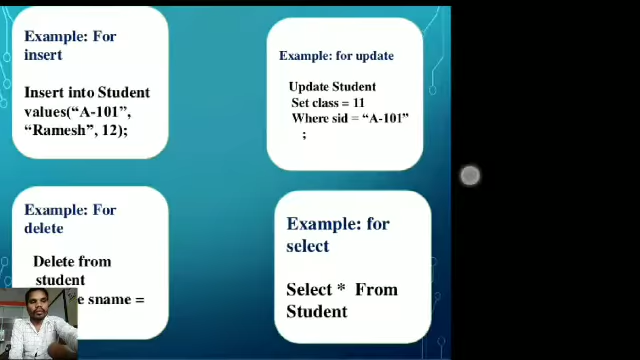 Example: For
insert
Insert into Student
values(“A-101”,
“Ramesh”, 12);
Example: for update
Update Student
Set class = 11
Where sid = “A-101”
;
Example: For
delete
Delete from
student
e sname =
Example: for
select
Select * From
Student